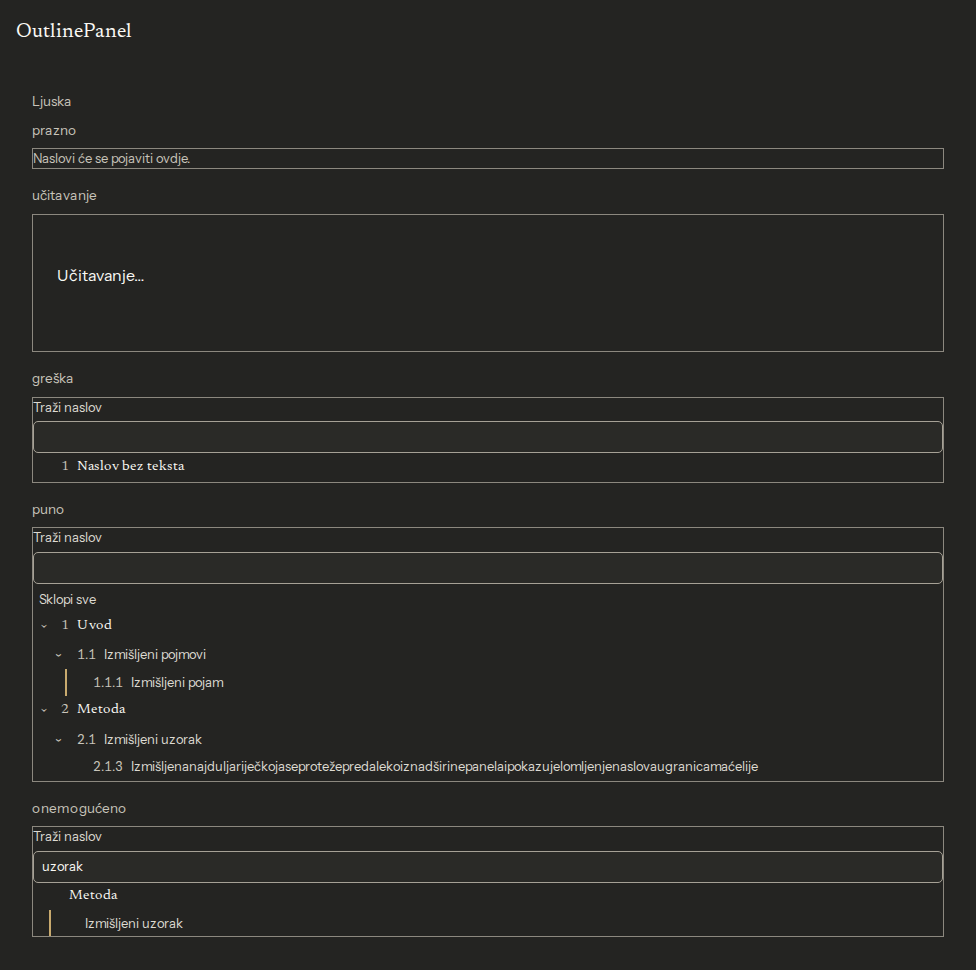 OutlinePanel
Ljuska
prazno
Naslovi će se pojaviti ovdje.
učitavanje
Učitavanje…
greška
Traži naslov
1 Naslov bez teksta
puno
Traži naslov
Sklopi sve
1 Uvod
1.1 Izmišljeni pojmovi
1.1.1 Izmišljeni pojam
2 Metoda
2.1 Izmišljeni uzorak
2.1.3 Izmišljenanajduljariječkojaseprotežepredalekoiznadširinepanelaipokazujelomljenjenaslovaugranicamaćelije
onemogućeno
Traži naslov
uzorak
Metoda
Izmišljeni uzorak